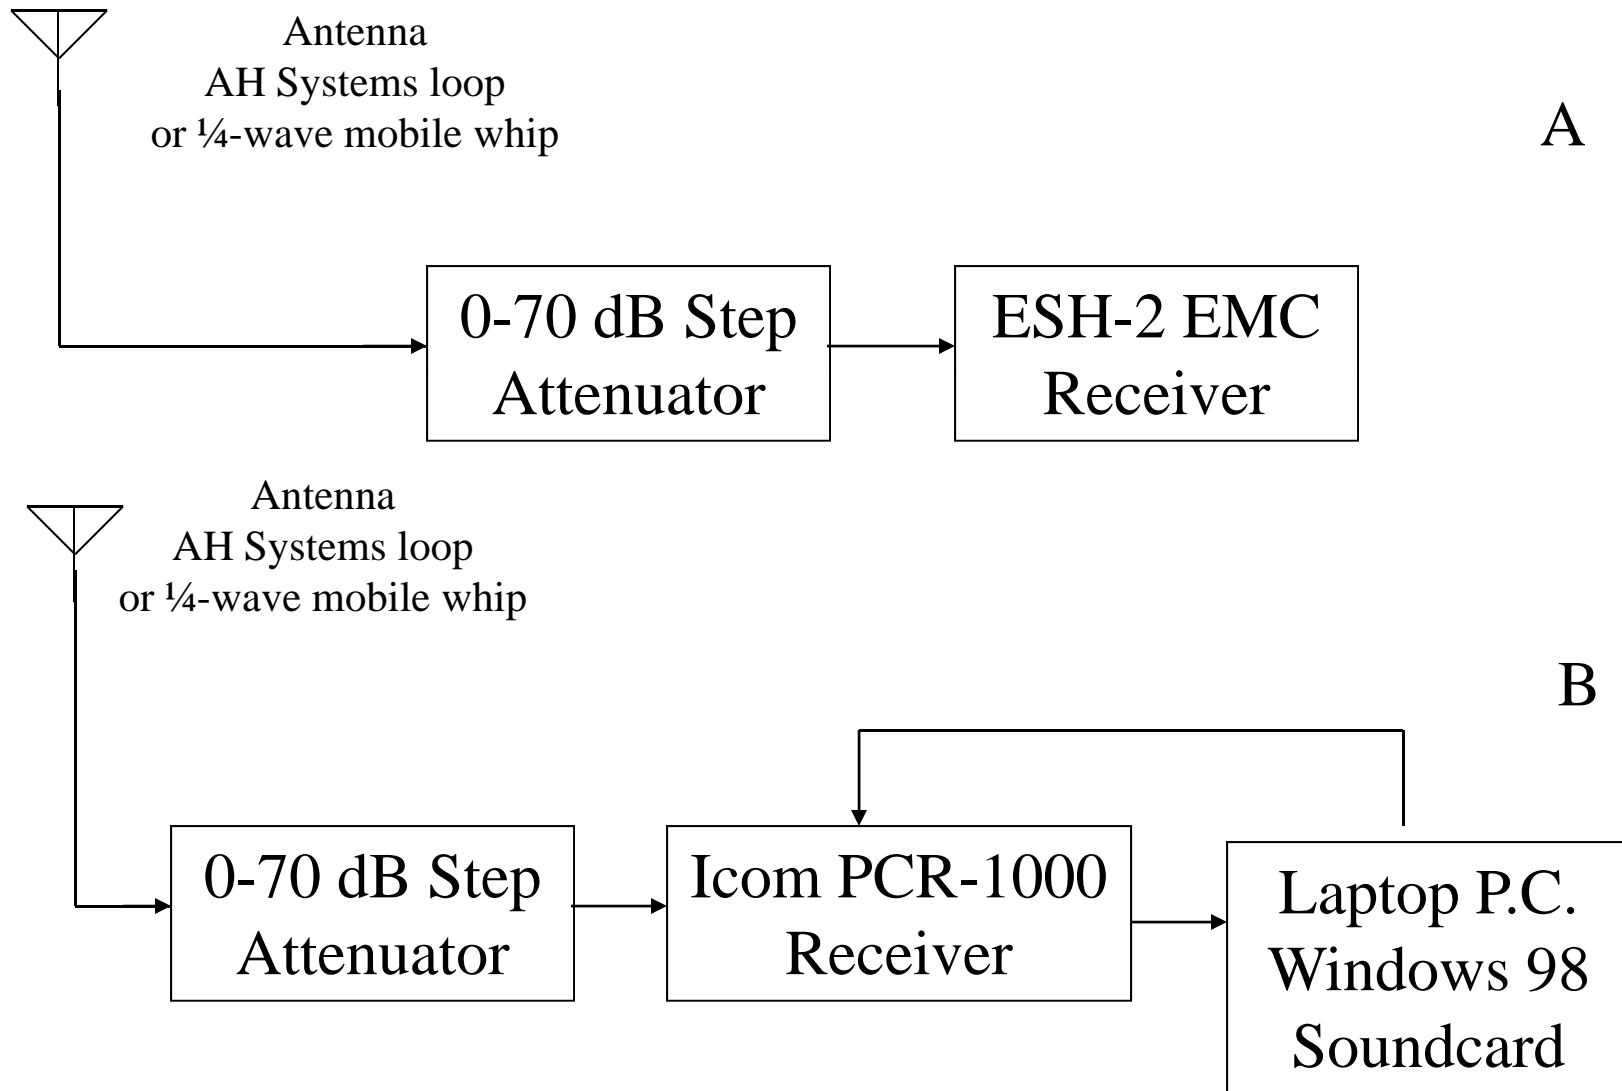 Antenna
AH Systems loop
or ¼-wave mobile whip
A
0-70 dB Step
Attenuator
ESH-2 EMC
Receiver
Antenna
AH Systems loop
or ¼-wave mobile whip
B
0-70 dB Step
Attenuator
Icom PCR-1000
Receiver
Laptop P.C.
Windows 98
Soundcard